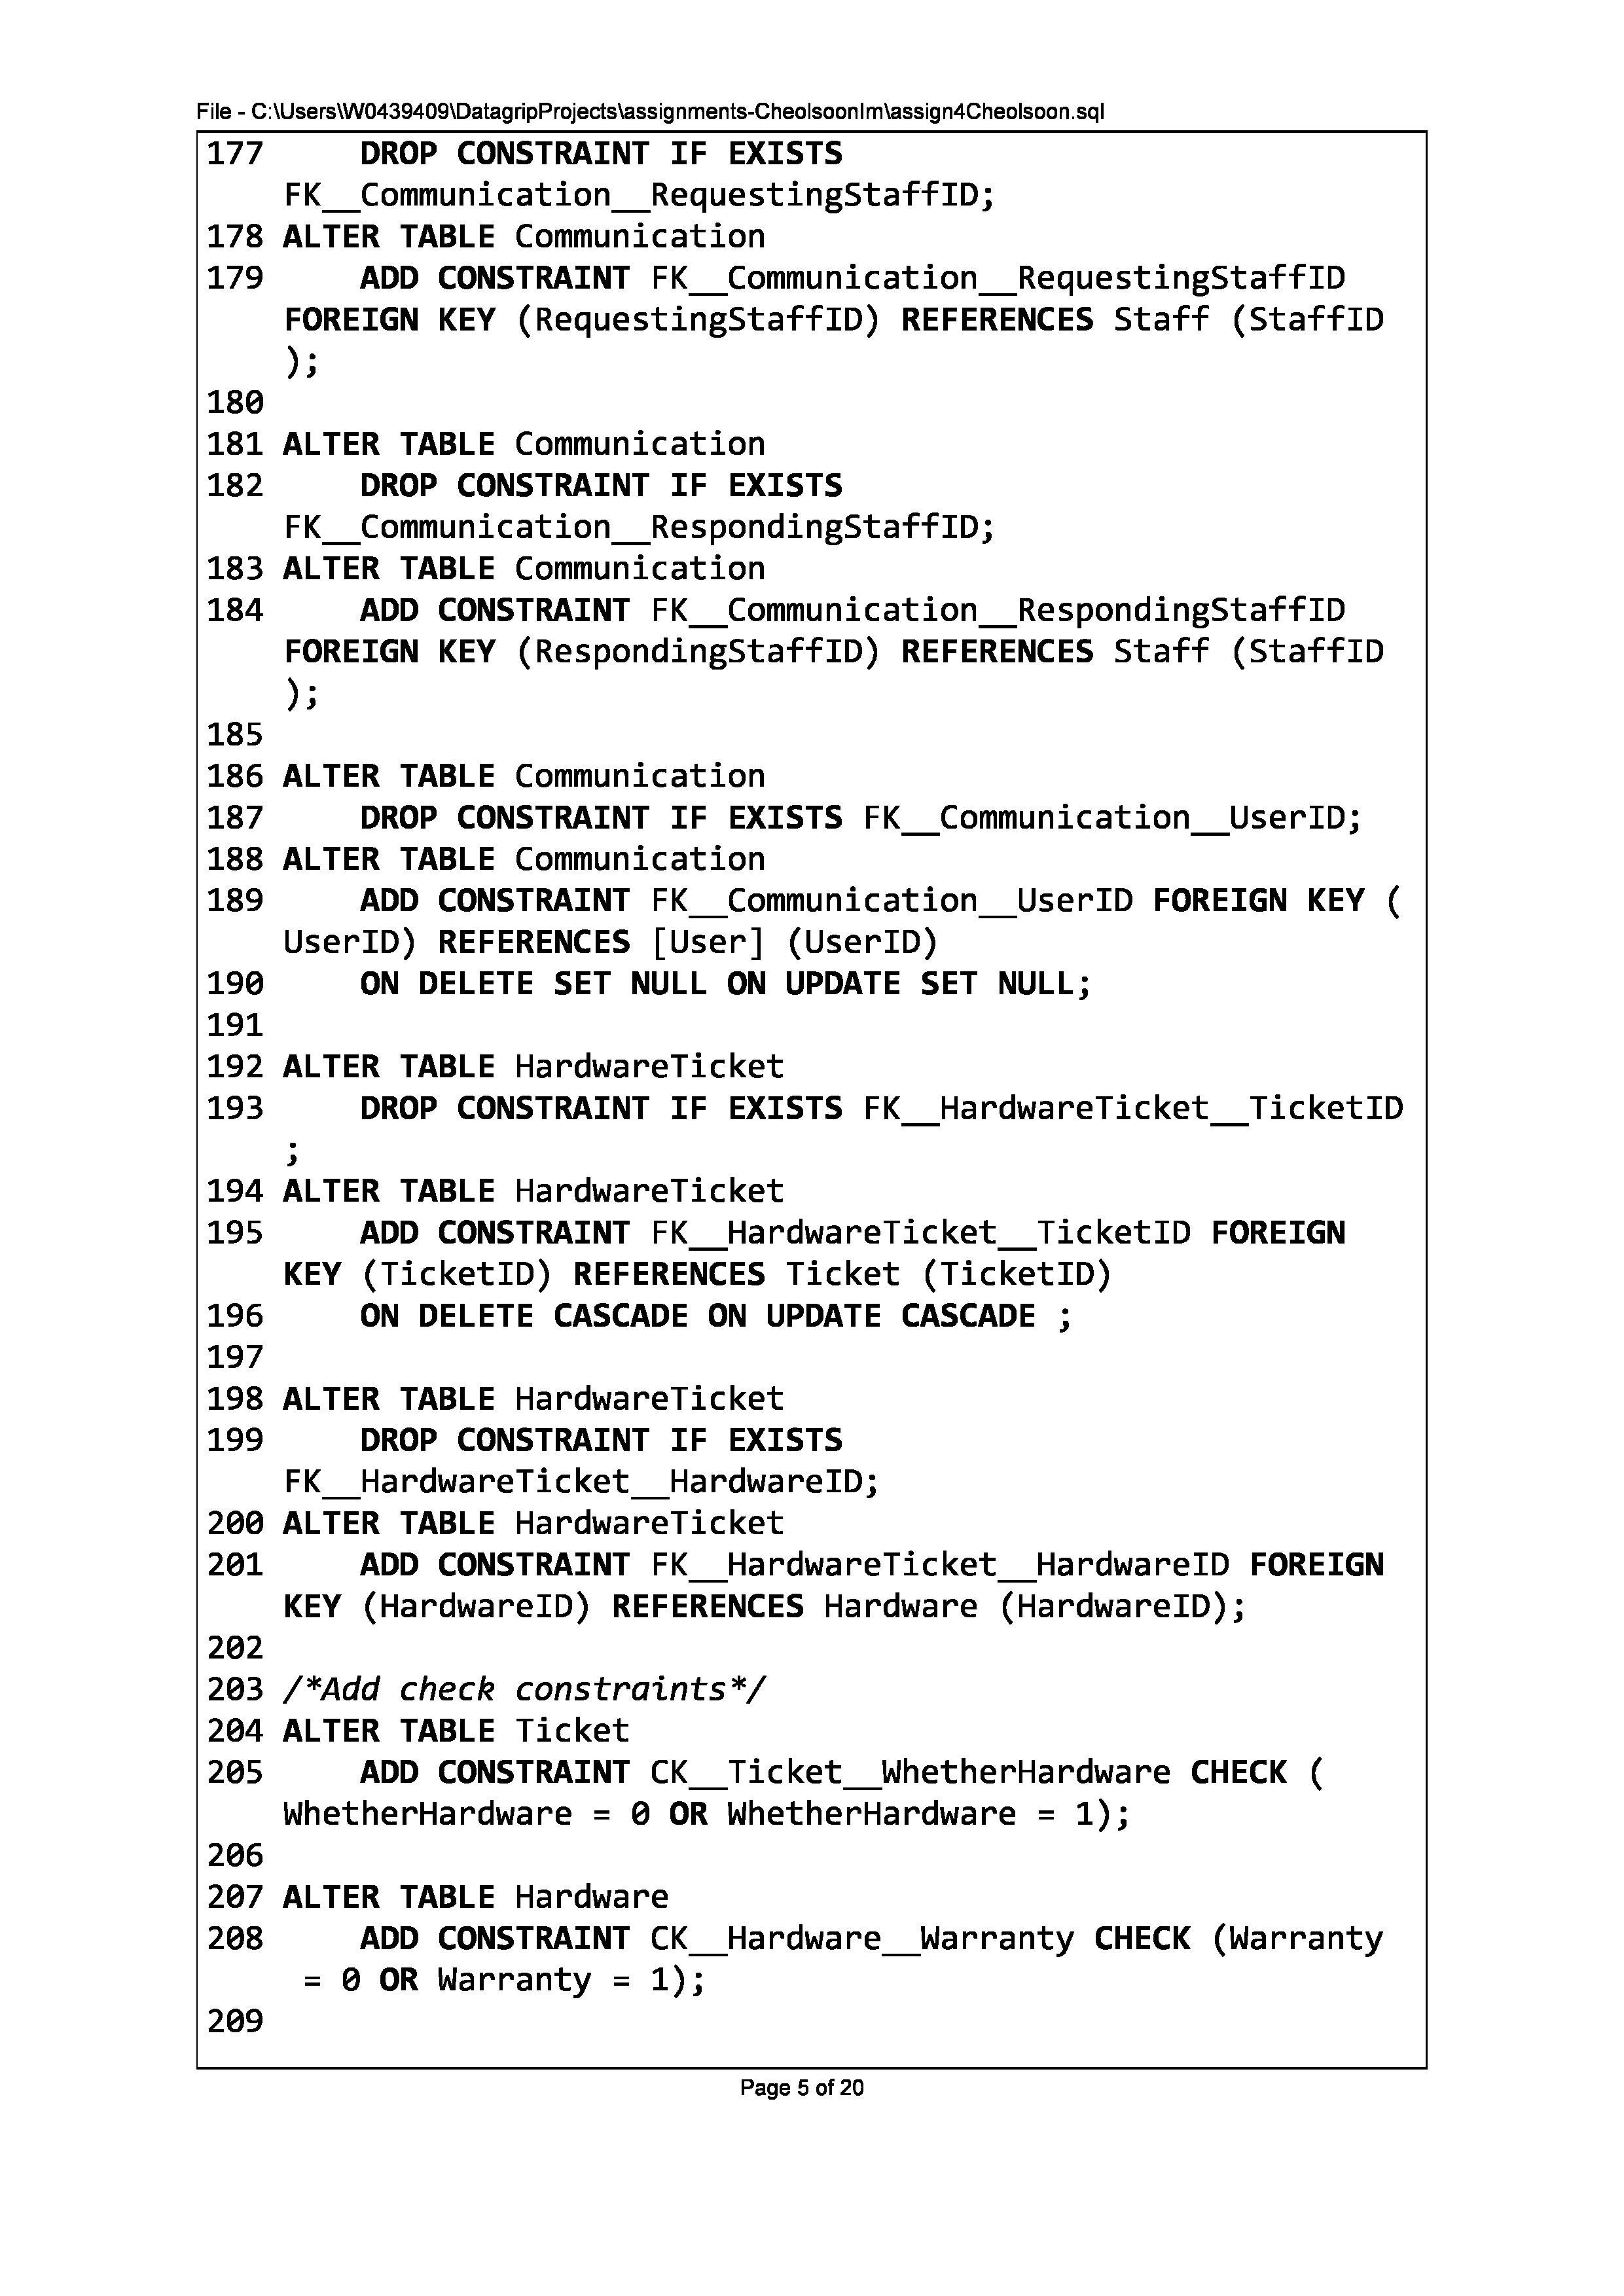 File - C:\Users\W0439409\DatagripProjects\assignments-CheolsoonIm\assign4Cheolsoon.sql
177     DROP CONSTRAINT IF EXISTS
    FK__Communication__RequestingStaffID;
178 ALTER TABLE Communication
179     ADD CONSTRAINT FK__Communication__RequestingStaffID
    FOREIGN KEY (RequestingStaffID) REFERENCES Staff (StaffID
    );
180
181 ALTER TABLE Communication
182     DROP CONSTRAINT IF EXISTS
    FK__Communication__RespondingStaffID;
183 ALTER TABLE Communication
184     ADD CONSTRAINT FK__Communication__RespondingStaffID
    FOREIGN KEY (RespondingStaffID) REFERENCES Staff (StaffID
    );
185
186 ALTER TABLE Communication
187     DROP CONSTRAINT IF EXISTS FK__Communication__UserID;
188 ALTER TABLE Communication
189     ADD CONSTRAINT FK__Communication__UserID FOREIGN KEY (
    UserID) REFERENCES [User] (UserID)
190     ON DELETE SET NULL ON UPDATE SET NULL;
191
192 ALTER TABLE HardwareTicket
193     DROP CONSTRAINT IF EXISTS FK__HardwareTicket__TicketID
    ;
194 ALTER TABLE HardwareTicket
195     ADD CONSTRAINT FK__HardwareTicket__TicketID FOREIGN
    KEY (TicketID) REFERENCES Ticket (TicketID)
196     ON DELETE CASCADE ON UPDATE CASCADE ;
197
198 ALTER TABLE HardwareTicket
199     DROP CONSTRAINT IF EXISTS
    FK__HardwareTicket__HardwareID;
200 ALTER TABLE HardwareTicket
201     ADD CONSTRAINT FK__HardwareTicket__HardwareID FOREIGN
    KEY (HardwareID) REFERENCES Hardware (HardwareID);
202
203 /*Add check constraints*/
204 ALTER TABLE Ticket
205     ADD CONSTRAINT CK__Ticket__WhetherHardware CHECK (
    WhetherHardware = 0 OR WhetherHardware = 1);
206
207 ALTER TABLE Hardware
208     ADD CONSTRAINT CK__Hardware__Warranty CHECK (Warranty
     = 0 OR Warranty = 1);
209
Page 5 of 20